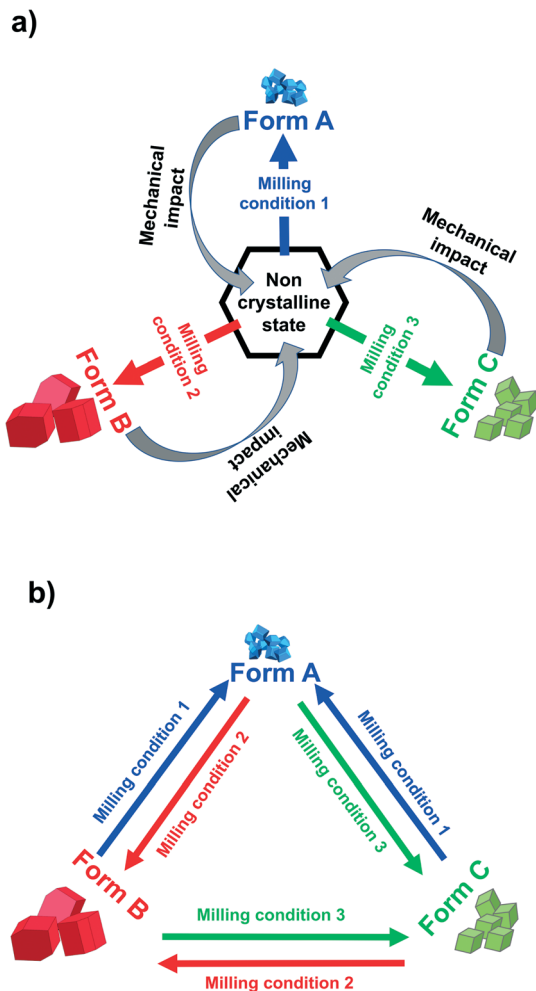 a)
Form A
Mechanical
impact
Milling
condition 1
Mechanical
impact
Non
crystalline
state
Milling
condition 2
Milling
condition 3
Form B
Form C
Mechanical
impact
b)
Form A
Milling condition 1
Milling condition 2
Milling condition 3
Milling condition 1
Form B
Form C
Milling condition 3
Milling condition 2